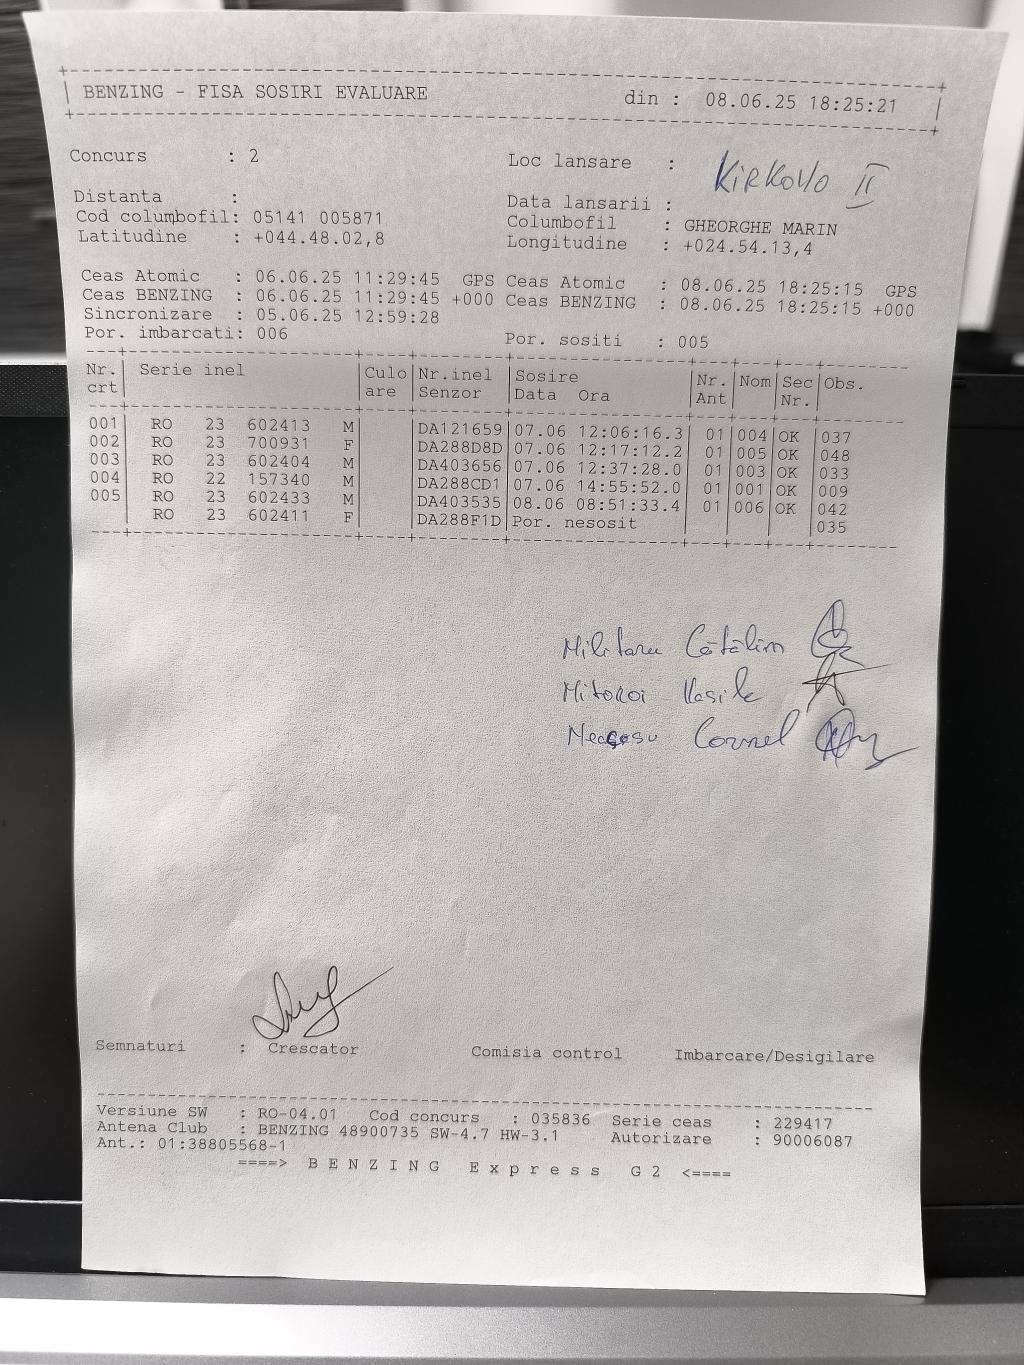 BENZING - FISA SOSIRI EVALUARE din : 08.06.25 18:25:21
Concurs : 2 Loc lansare : KIRKOVO II
Distanta : Data lansarii :
Cod columbofil: 05141 005871 Columbofil : GHEORGHE MARIN
Latitudine : +044.48.02,8 Longitudine : +024.54.13,4
Ceas Atomic : 06.06.25 11:29:45 GPS Ceas Atomic : 08.06.25 18:25:15 GPS
Ceas BENZING : 06.06.25 11:29:45 +000 Ceas BENZING : 08.06.25 18:25:15 +000
Sincronizare : 05.06.25 12:59:28
Por. imbarcati: 006 Por. sositi : 005
Nr. Serie inel Culo Nr.inel Sosire Nr. Nom Sec Obs.
crt are Senzor Data Ora Ant Nr.
001 RO 23 602413 M DA121659 07.06 12:06:16.3 01 004 OK 037
002 RO 23 700931 F DA288D8D 07.06 12:17:12.2 01 005 OK 048
003 RO 23 602404 M DA403656 07.06 12:37:28.0 01 003 OK 033
004 RO 22 157340 M DA288CD1 07.06 14:55:52.0 01 001 OK 009
005 RO 23 602433 M DA403535 08.06 08:51:33.4 01 006 OK 042
RO 23 602411 F DA288F1D Por. nesosit 035
Militaru Cătălin
Mitoroi Vasile
Negosu Cornel
Semnaturi : Crescator Comisia control Imbarcare/Desigilare
Versiune SW : RO-04.01 Cod concurs : 035836 Serie ceas : 229417
Antena Club : BENZING 48900735 SW-4.7 HW-3.1 Autorizare : 90006087
Ant.: 01:38805568-1
====> B E N Z I N G E x p r e s s G 2 <====